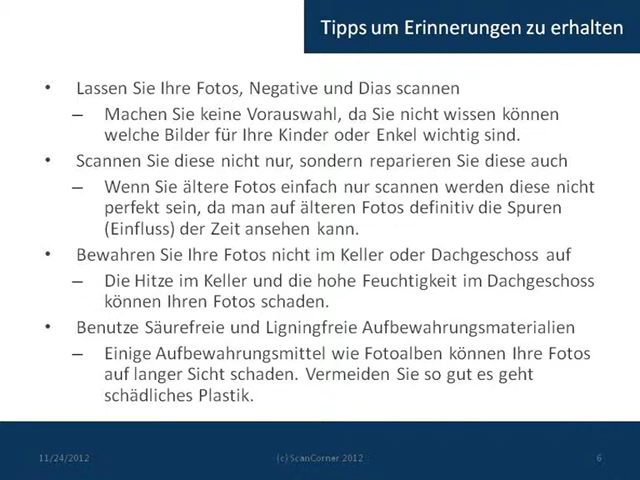 Tipps um Erinnerungen zu erhalten
• Lassen Sie Ihre Fotos, Negative und Dias scannen
– Machen Sie keine Vorauswahl, da Sie nicht wissen können
welche Bilder für Ihre Kinder oder Enkel wichtig sind.
• Scannen Sie diese nicht nur, sondern reparieren Sie diese auch
– Wenn Sie ältere Fotos einfach nur scannen werden diese nicht
perfekt sein, da man auf älteren Fotos definitiv die Spuren
(Einfluss) der Zeit ansehen kann.
• Bewahren Sie Ihre Fotos nicht im Keller oder Dachgeschoss auf
– Die Hitze im Keller und die hohe Feuchtigkeit im Dachgeschoss
können Ihren Fotos schaden.
• Benutze Säurefreie und Ligningfreie Aufbewahrungsmaterialien
– Einige Aufbewahrungsmittel wie Fotoalben können Ihre Fotos
auf langer Sicht schaden. Vermeiden Sie so gut es geht
schädliches Plastik.
11/24/2012 (c) ScanCorner 2012 6